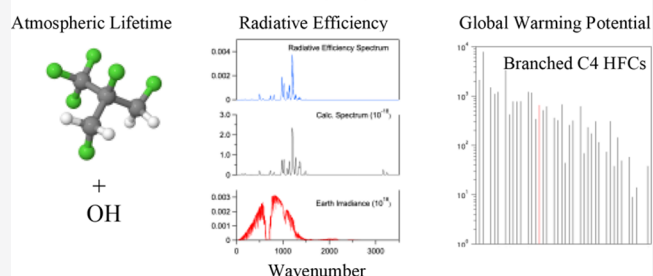 Atmospheric Lifetime
+
OH
Radiative Efficiency
0.004
0.002
0
Radiative Efficiency Spectrum
3.0
2.0
1.0
0.0
Calc. Spectrum (10⁻¹⁸)
0.003
0.002
0.001
0
Earth Irradiance (10¹⁸)
0 1000 2000 3000
Wavenumber
Global Warming Potential
Branched C4 HFCs
10⁴
10³
10²
10¹
10⁰